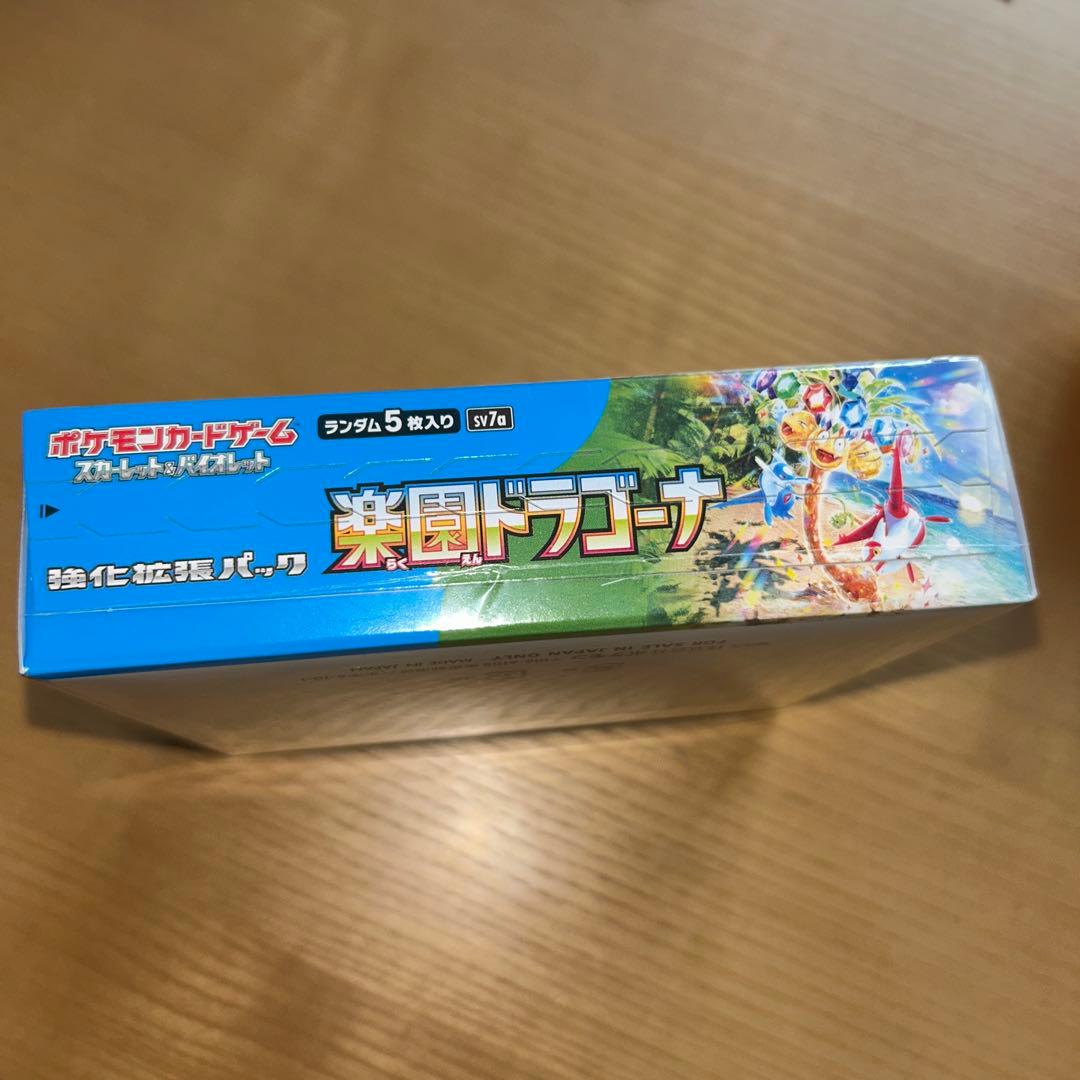 ポケモンカードゲーム
スカーレット&バイオレット
ランダム5枚入り
SV7a
強化拡張パック
楽園ドラゴーナ
らく えん
FOR SALE IN JAPAN ONLY MADE IN JAPAN